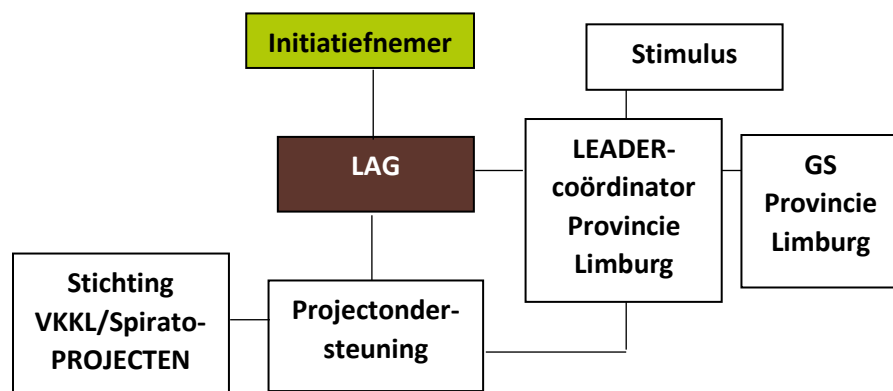 Initiatiefnemer
Stimulus
LAG
LEADER-
coördinator
Provincie
Limburg
GS
Provincie
Limburg
Stichting
VKKL/Spirato-
PROJECTEN
Projectonder-
steuning